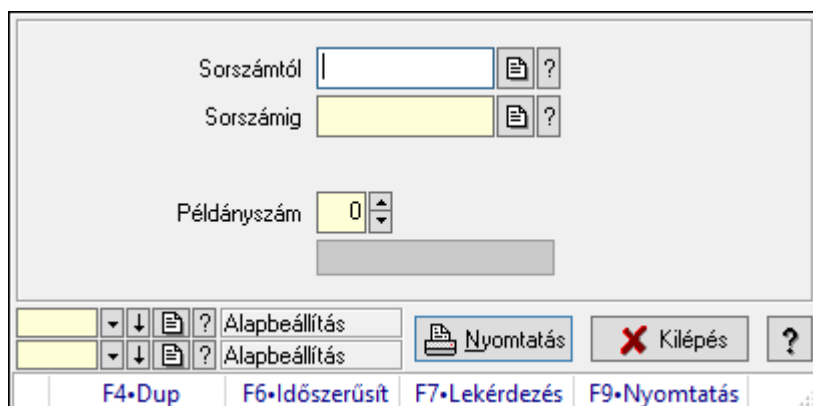 Sorszámtól ?
Sorszámig ?
Példányszám 0
? Alapbeállítás
? Alapbeállítás
Nyomtatás Kilépés ?
F4•Dup F6•Időszerűsít F7•Lekérdezés F9•Nyomtatás